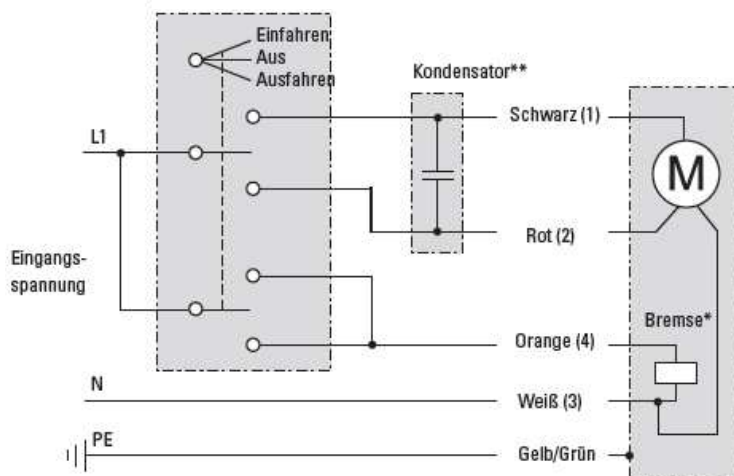 Einfahren
Aus
Ausfahren
Kondensator**
Schwarz (1)
L1
M
Rot (2)
Eingangs-
spannung
Bremse*
Orange (4)
N
Weiß (3)
PE
Gelb/Grün